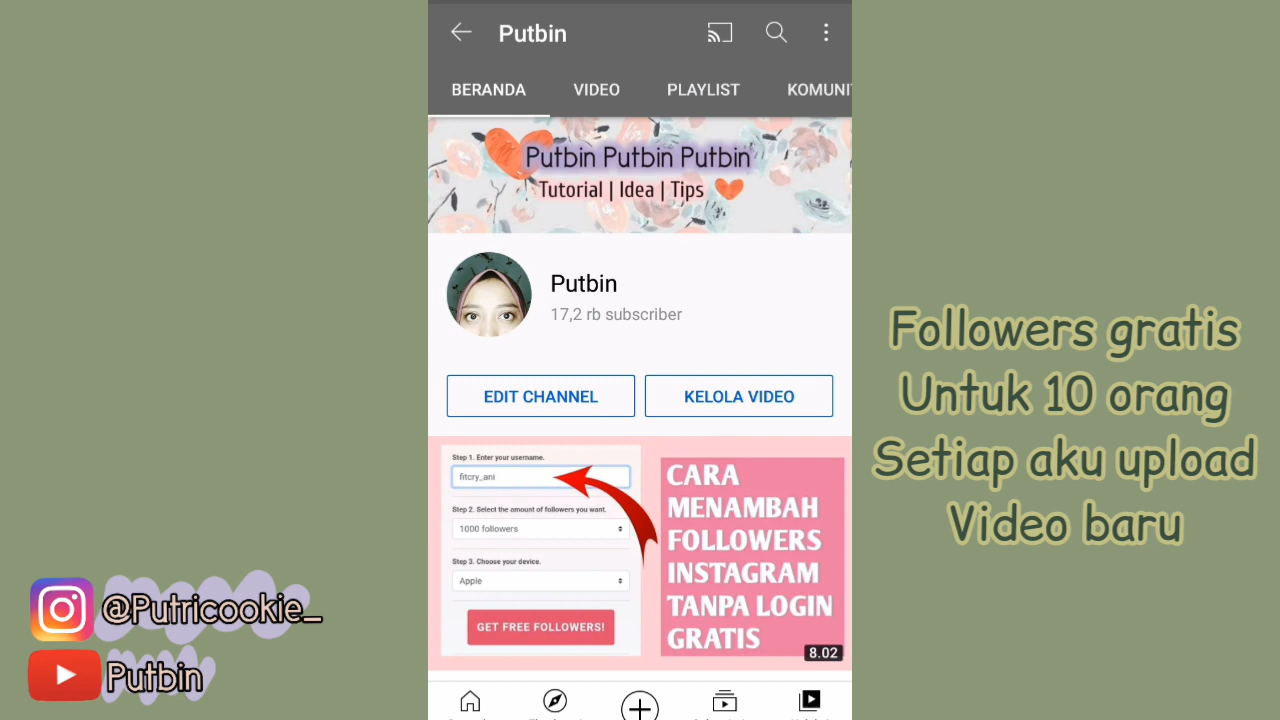 Putbin
BERANDA VIDEO PLAYLIST KOMUNI
Putbin Putbin Putbin
Tutorial | Idea | Tips
Putbin
17,2 rb subscriber
EDIT CHANNEL KELOLA VIDEO
Step 1. Enter your username.
fitcry_ani
Step 2. Select the amount of followers you want.
1000 followers
Step 3. Choose your device.
Apple
GET FREE FOLLOWERS!
CARA
MENAMBAH
FOLLOWERS
INSTAGRAM
TANPA LOGIN
GRATIS
8.02
Followers gratis
Untuk 10 orang
Setiap aku upload
Video baru
@Putricookie_
Putbin